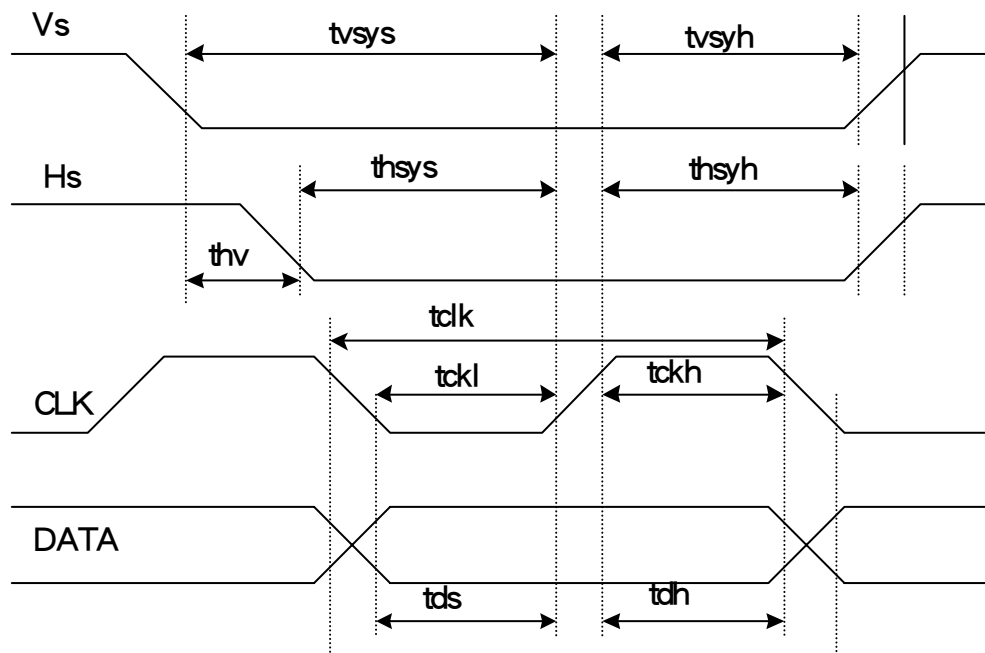 Vs
tvsys
tvsyh
Hs
thsys
thsyh
thv
tclk
CLK
tckl
tckh
DATA
tds
tdh